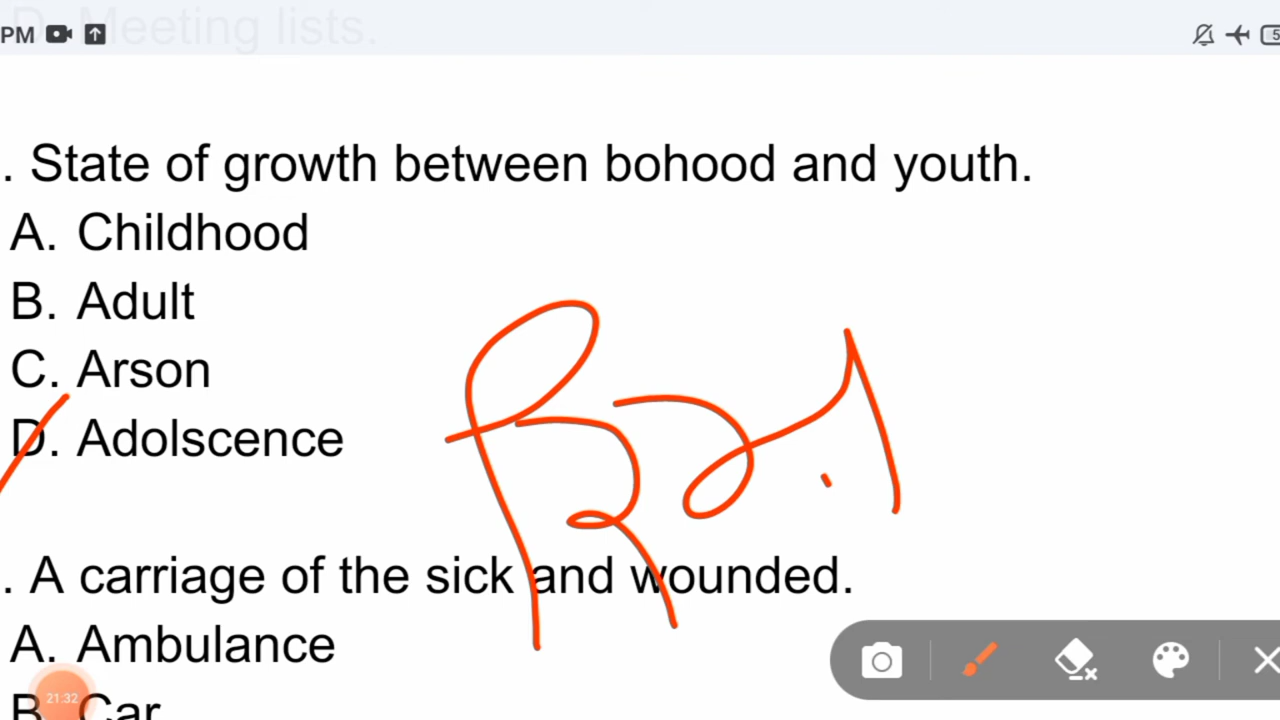 PM
D. Meeting lists.
. State of growth between bohood and youth.
A. Childhood
B. Adult
C. Arson
D. Adolscence
. A carriage of the sick and wounded.
A. Ambulance
B. Car
21:32